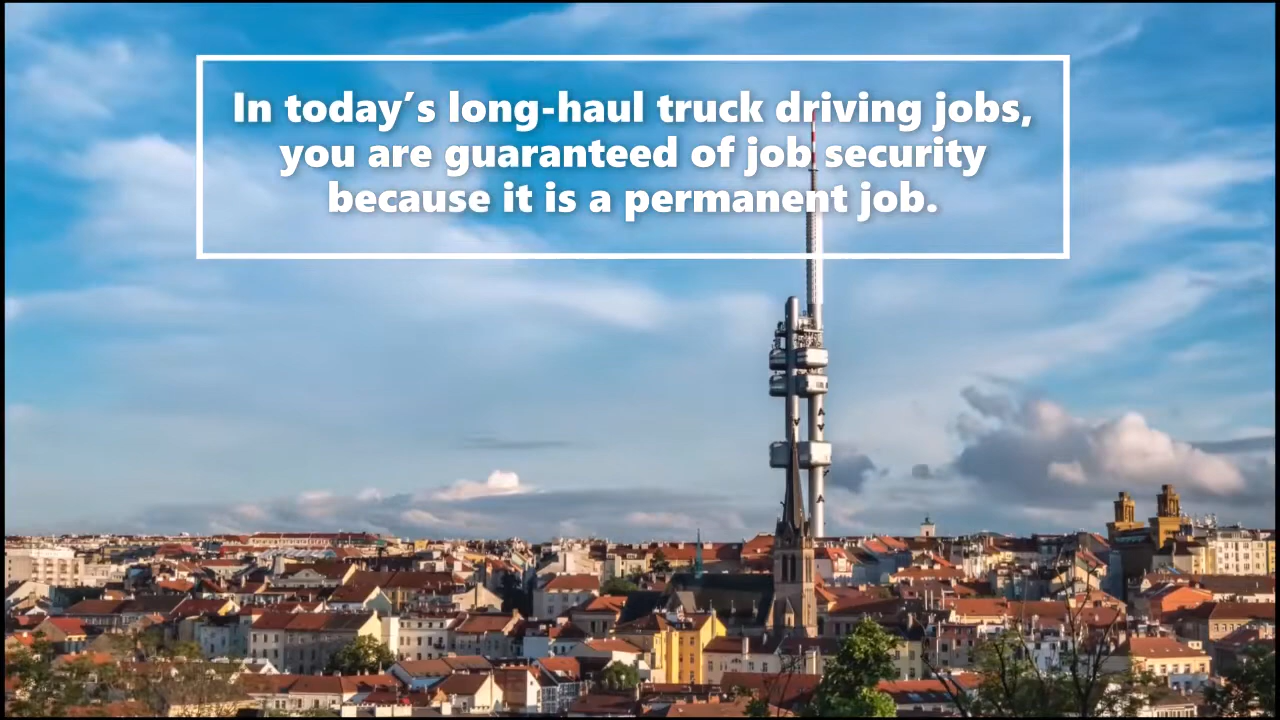 In today’s long-haul truck driving jobs,
you are guaranteed of job security
because it is a permanent job.